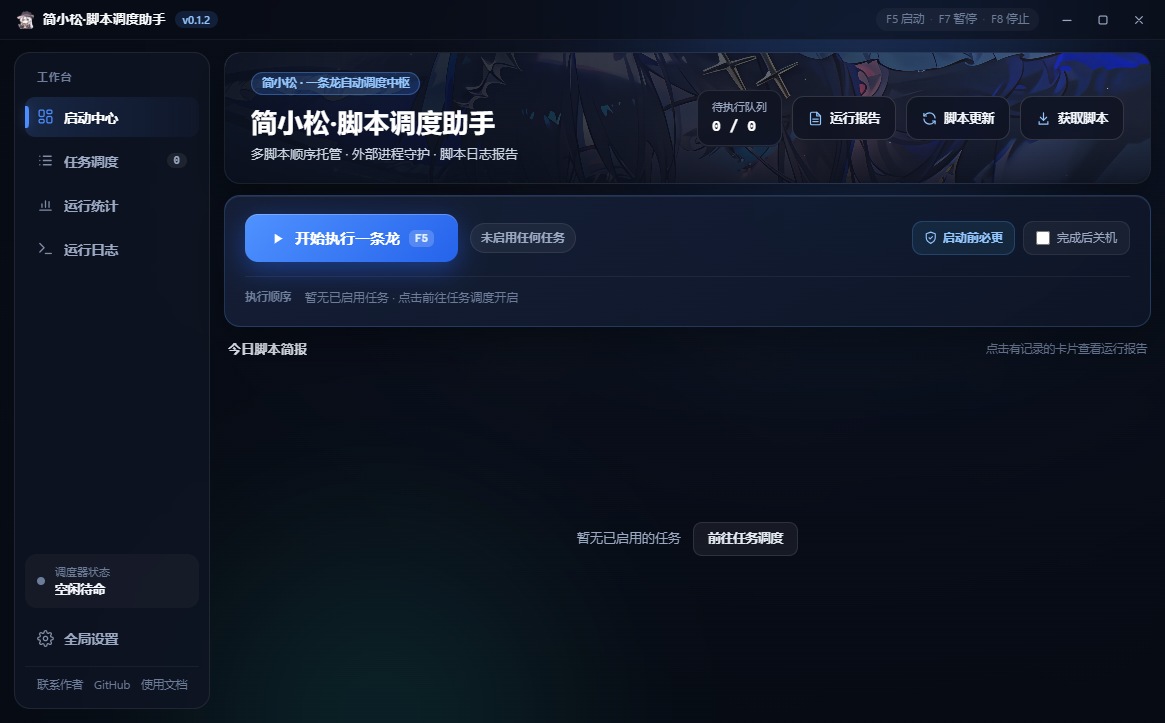 简小松·脚本调度助手 v0.1.2
F5 启动 · F7 暂停 · F8 停止
工作台
启动中心
任务调度 0
运行统计
运行日志
调度器状态
空闲待命
全局设置
联系作者 GitHub 使用文档
简小松 · 一条龙自动调度中枢
简小松·脚本调度助手
多脚本顺序托管 · 外部进程守护 · 脚本日志报告
待执行队列
0 / 0
运行报告
脚本更新
获取脚本
开始执行一条龙 F5
未启用任何任务
启动前必更
完成后关机
执行顺序 暂无已启用任务 · 点击前往任务调度开启
今日脚本简报
点击有记录的卡片查看运行报告
暂无已启用的任务 前往任务调度